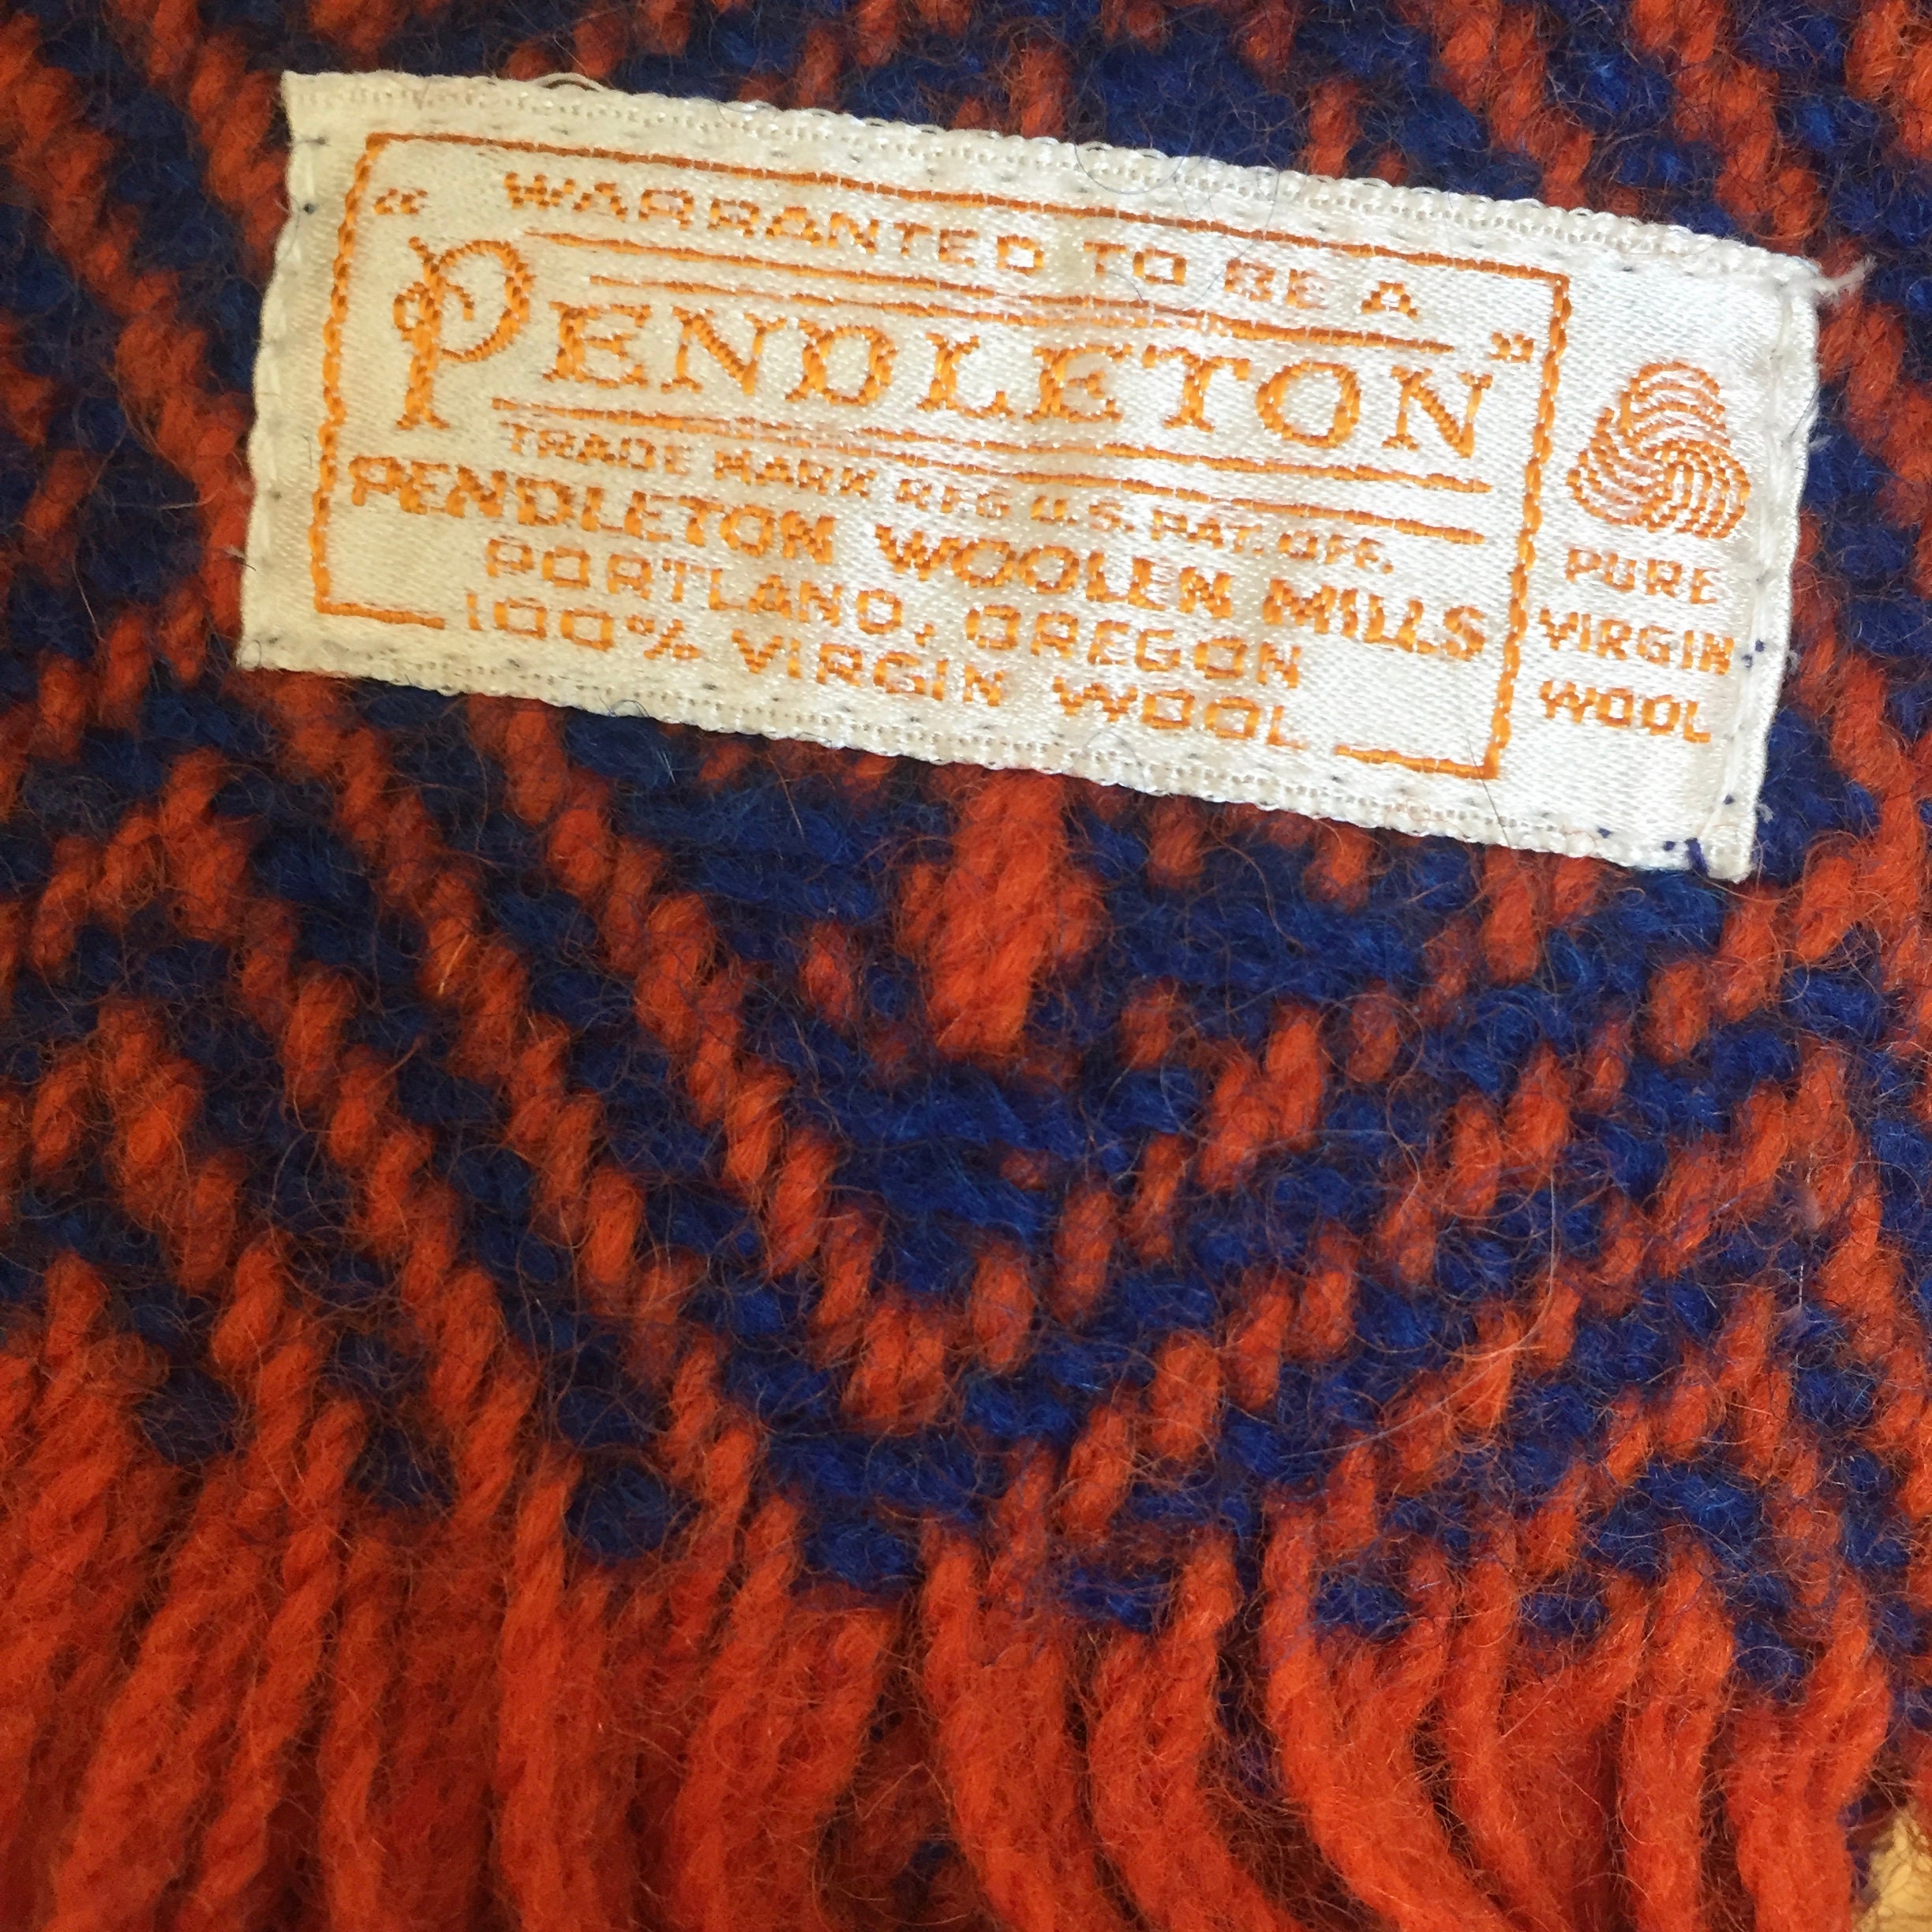 “ WARRANTED TO BE A
PENDLETON ”
TRADE MARK REG U.S. PAT. OFF.
PENDLETON WOOLEN MILLS
PORTLAND, OREGON
100% VIRGIN WOOL
PURE
VIRGIN
WOOL